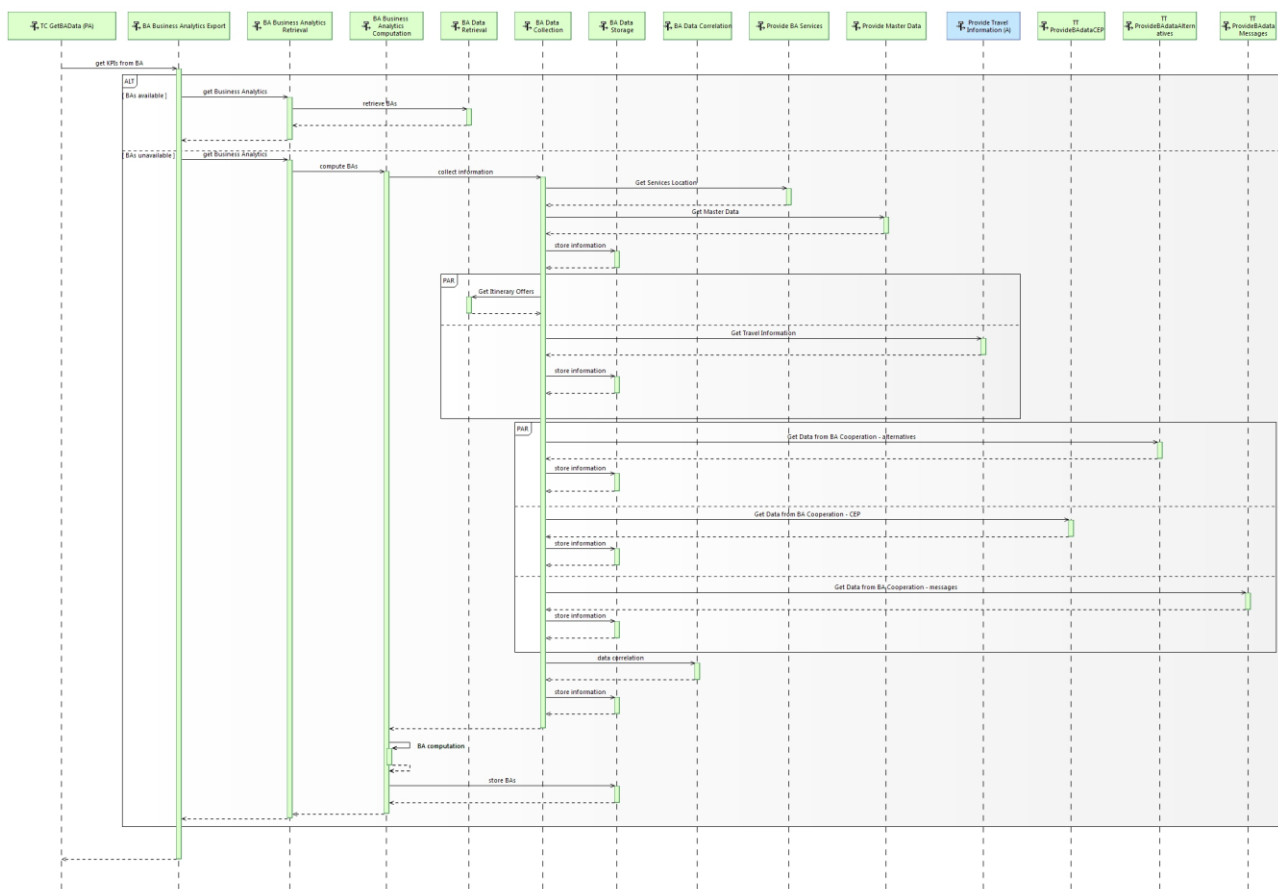 TC GetBAData (PA)
BA Business Analytics Export
BA Business Analytics
Retrieval
BA Business
Analytics
Computation
BA Data
Retrieval
BA Data
Collection
BA Data
Storage
BA Data Correlation
Provide BA Services
Provide Master Data
Provide Travel
Information (A)
TT
ProvideBAdataCEP
TT
ProvideBAdataAltern
atives
TT
ProvideBAdata
Messages
get KPIs from BA
ALT
[ BAs available ]
get Business Analytics
retrieve BAs
[ BAs unavailable ]
get Business Analytics
compute BAs
collect information
Get Services Location
Get Master Data
store information
PAR
Get Itinerary Offers
Get Travel Information
store information
PAR
Get Data from BA Cooperation - alternatives
store information
Get Data from BA Cooperation - CEP
store information
Get Data from BA Cooperation - messages
store information
data correlation
store information
BA computation
store BAs